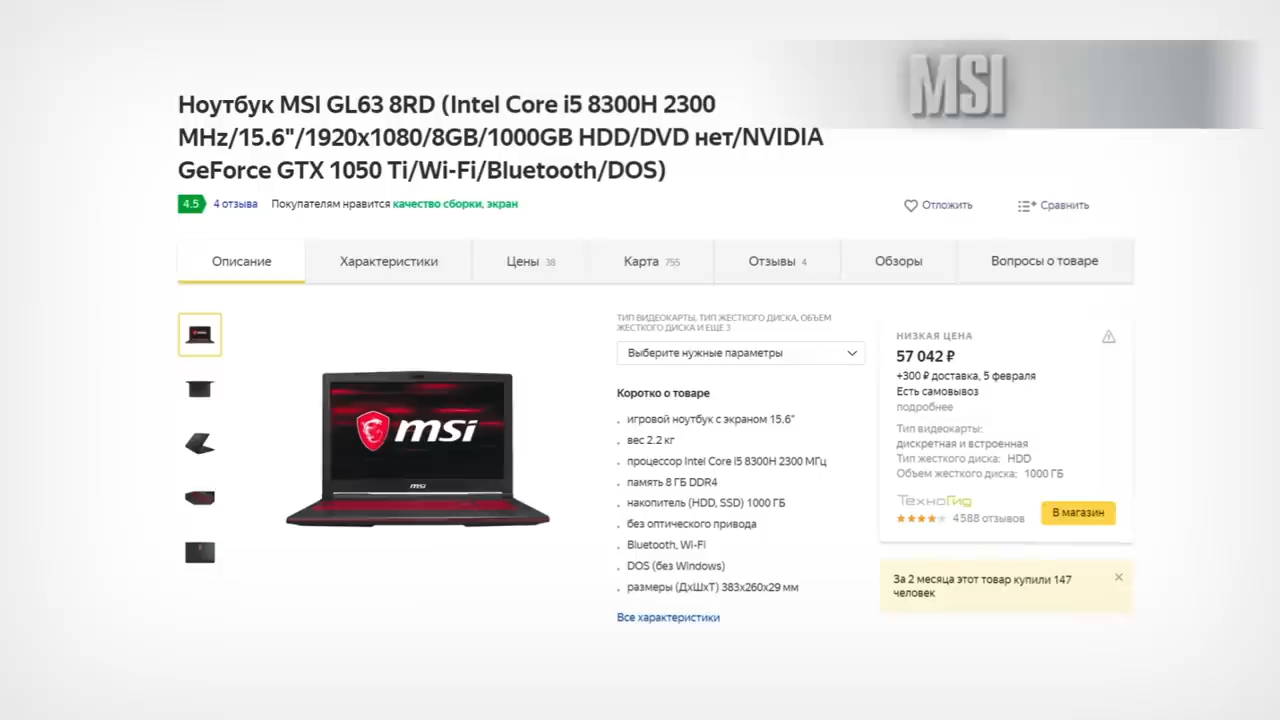 MSI
Ноутбук MSI GL63 8RD (Intel Core i5 8300H 2300
MHz/15.6"/1920x1080/8GB/1000GB HDD/DVD нет/NVIDIA
GeForce GTX 1050 Ti/Wi-Fi/Bluetooth/DOS)
4.5 4 отзыва Покупателям нравится качество сборки, экран
Отложить Сравнить
Описание Характеристики Цены 38 Карта 755 Отзывы 4 Обзоры Вопросы о товаре
ТИП ВИДЕОКАРТЫ, ТИП ЖЕСТКОГО ДИСКА, ОБЪЕМ
ЖЕСТКОГО ДИСКА И ЕЩЕ 3
Выберите нужные параметры
Коротко о товаре
игровой ноутбук с экраном 15.6"
вес 2.2 кг
процессор Intel Core i5 8300H 2300 МГц
память 8 ГБ DDR4
накопитель (HDD, SSD) 1000 ГБ
без оптического привода
Bluetooth, Wi-Fi
DOS (без Windows)
размеры (ДхШхТ) 383x260x29 мм
Все характеристики
msi
msi
НИЗКАЯ ЦЕНА
57 042 ₽
+300 ₽ доставка, 5 февраля
Есть самовывоз
подробнее
Тип видеокарты:
дискретная и встроенная
Тип жесткого диска: HDD
Объем жесткого диска: 1000 ГБ
ТехноГид
4588 отзывов
В магазин
За 2 месяца этот товар купили 147
человек